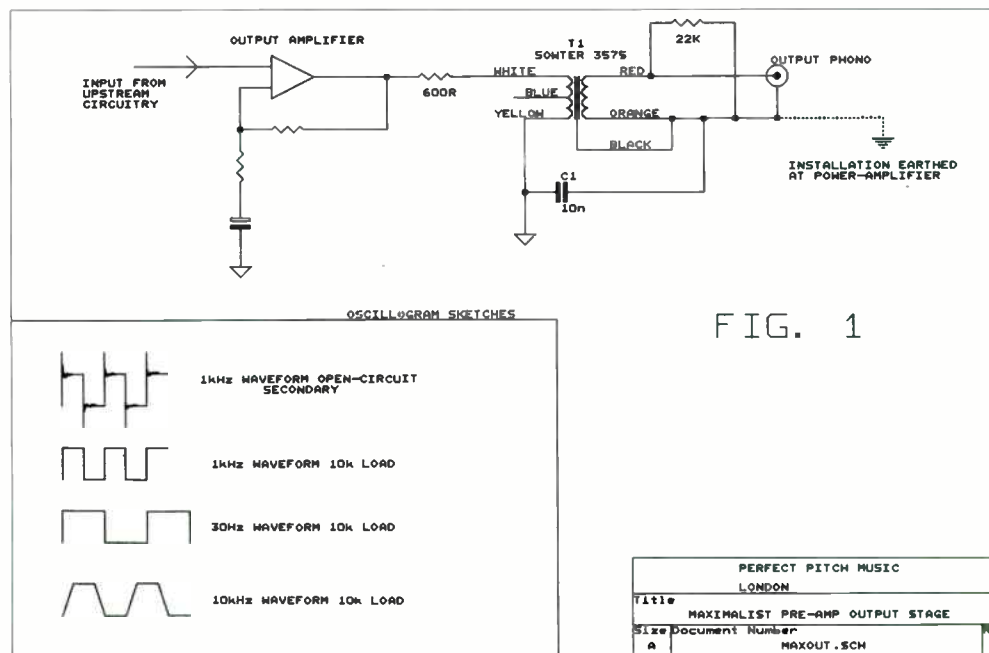 OUTPUT AMPLIFIER
INPUT FROM
UPSTREAM
CIRCUITRY
600R
T1
SOWTER 3575
WHITE
BLUE
YELLOW
RED
ORANGE
BLACK
22K
OUTPUT PHONO
C1
10n
INSTALLATION EARTHED
AT POWER-AMPLIFIER
FIG. 1
OSCILLOGRAM SKETCHES
1kHz WAVEFORM OPEN-CIRCUIT
SECONDARY
1kHz WAVEFORM 10k LOAD
30Hz WAVEFORM 10k LOAD
10kHz WAVEFORM 10k LOAD
PERFECT PITCH MUSIC
LONDON
Title
MAXIMALIST PRE-AMP OUTPUT STAGE
Size Document Number
A MAXOUT.SCH